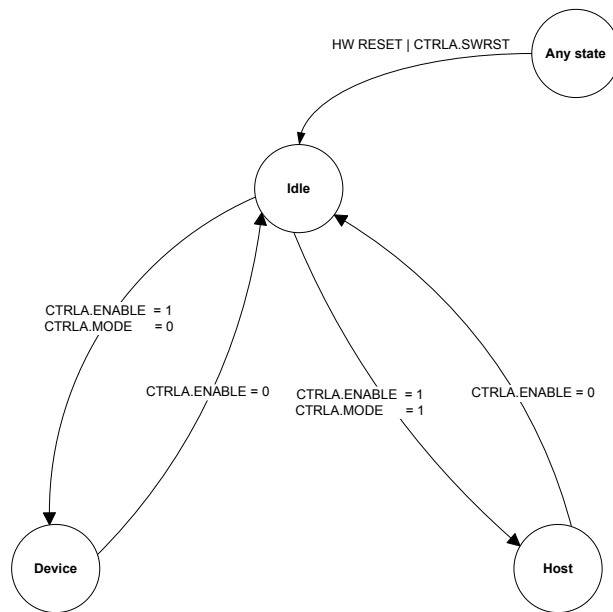 HW RESET | CTRLA.SWRST
Any state
Idle
CTRLA.ENABLE = 1
CTRLA.MODE = 0
CTRLA.ENABLE = 0
CTRLA.ENABLE = 1
CTRLA.MODE = 1
CTRLA.ENABLE = 0
Device
Host